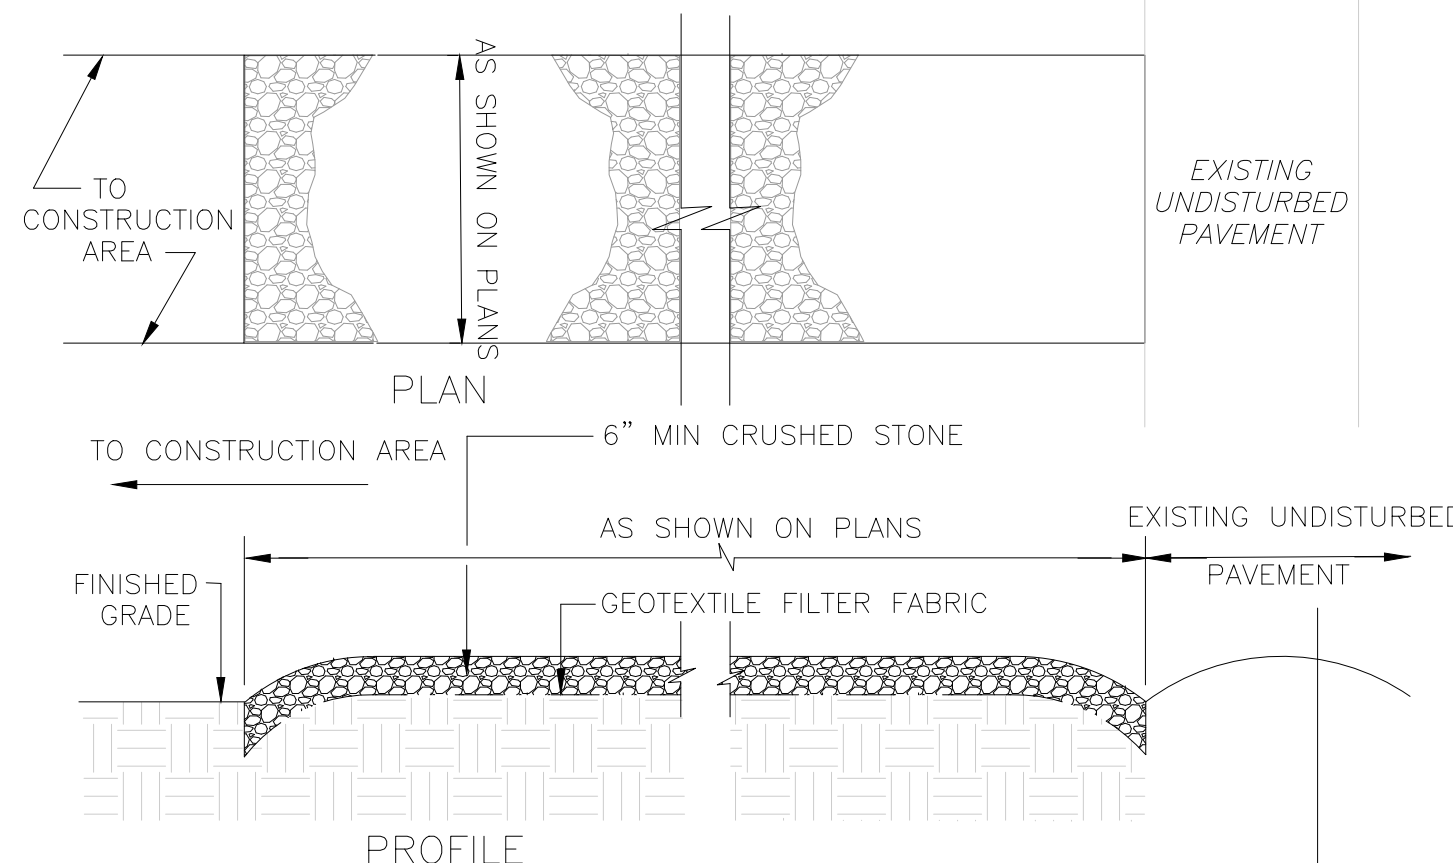 AS SHOWN ON PLANS
TO
CONSTRUCTION
AREA
EXISTING
UNDISTURBED
PAVEMENT
PLAN
6” MIN CRUSHED STONE
TO CONSTRUCTION AREA
AS SHOWN ON PLANS
EXISTING UNDISTURBED
PAVEMENT
FINISHED
GRADE
GEOTEXTILE FILTER FABRIC
PROFILE